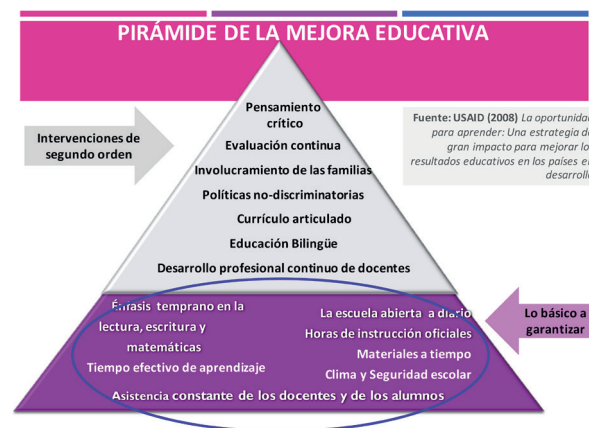 PIRÁMIDE DE LA MEJORA EDUCATIVA
Pensamiento
crítico
Evaluación continua
Involucramiento de las familias
Políticas no-discriminatorias
Currículo articulado
Educación Bilingüe
Desarrollo profesional continuo de docentes
Intervenciones de
segundo orden
Fuente: USAID (2008) La oportunidad
para aprender: Una estrategia de
gran impacto para mejorar los
resultados educativos en los países en
desarrollo
Énfasis temprano en la
lectura, escritura y
matemáticas
Tiempo efectivo de aprendizaje
La escuela abierta a diario
Horas de instrucción oficiales
Materiales a tiempo
Clima y Seguridad escolar
Asistencia constante de los docentes y de los alumnos
Lo básico a
garantizar